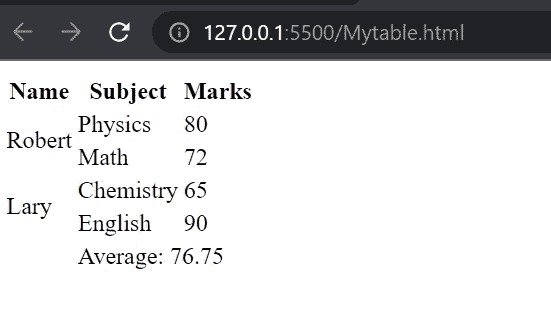 127.0.0.1:5500/Mytable.html
Name Subject Marks
Robert Physics 80
Math 72
Lary Chemistry 65
English 90
Average: 76.75